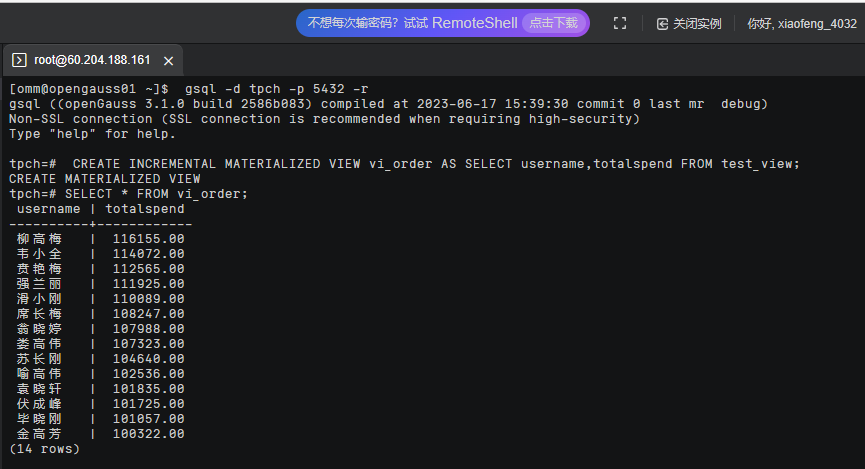 不想每次输密码？试试 RemoteShell 点击下载
关闭实例
你好, xiaofeng_4032
root@60.204.188.161
[omm@opengauss01 ~]$  gsql -d tpch -p 5432 -r
gsql ((openGauss 3.1.0 build 2586b083) compiled at 2023-06-17 15:39:30 commit 0 last mr  debug)
Non-SSL connection (SSL connection is recommended when requiring high-security)
Type "help" for help.
tpch=#  CREATE INCREMENTAL MATERIALIZED VIEW vi_order AS SELECT username,totalspend FROM test_view;
CREATE MATERIALIZED VIEW
tpch=# SELECT * FROM vi_order;
 username | totalspend
----------+------------
 柳高梅   |  116155.00
 韦小全   |  114072.00
 贲艳梅   |  112565.00
 强兰丽   |  111925.00
 滑小刚   |  110089.00
 席长梅   |  108247.00
 翁晓婷   |  107988.00
 娄高伟   |  107323.00
 苏长刚   |  104640.00
 喻高伟   |  102536.00
 袁晓轩   |  101835.00
 伏成峰   |  101725.00
 毕晓刚   |  101057.00
 金高芳   |  100322.00
(14 rows)